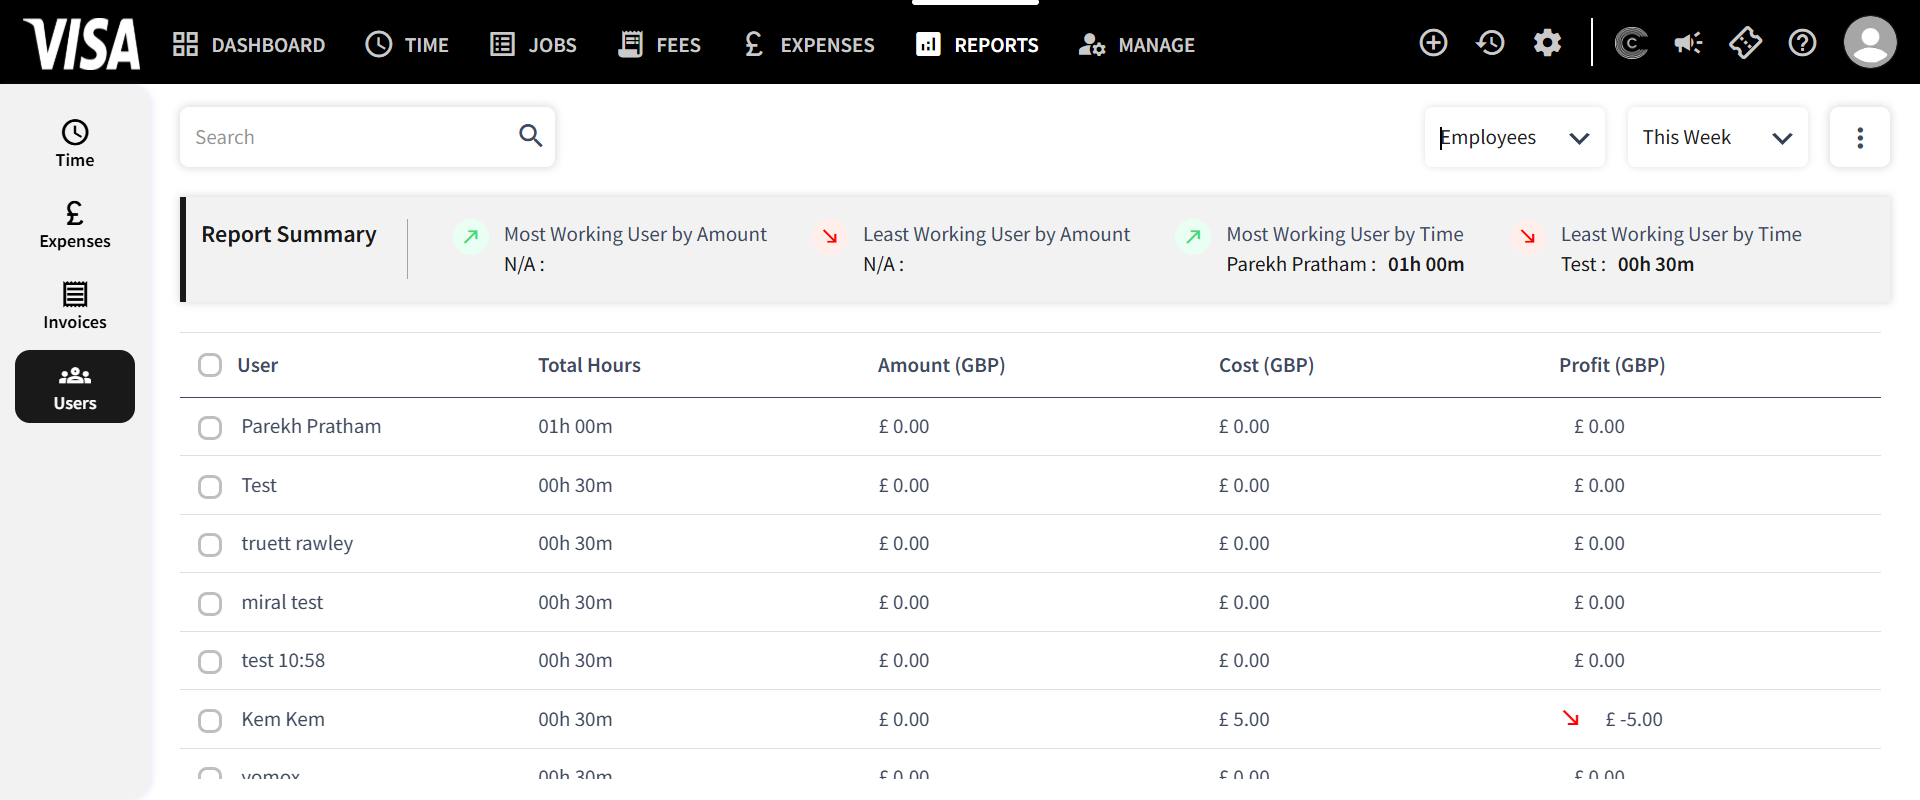 VISA DASHBOARD TIME JOBS FEES £ EXPENSES REPORTS MANAGE
Time
£
Expenses
Invoices
Users
Search
Employees
This Week
Report Summary
Most Working User by Amount
N/A :
Least Working User by Amount
N/A :
Most Working User by Time
Parekh Pratham : 01h 00m
Least Working User by Time
Test : 00h 30m
User Total Hours Amount (GBP) Cost (GBP) Profit (GBP)
Parekh Pratham 01h 00m £ 0.00 £ 0.00 £ 0.00
Test 00h 30m £ 0.00 £ 0.00 £ 0.00
truett rawley 00h 30m £ 0.00 £ 0.00 £ 0.00
miral test 00h 30m £ 0.00 £ 0.00 £ 0.00
test 10:58 00h 30m £ 0.00 £ 0.00 £ 0.00
Kem Kem 00h 30m £ 0.00 £ 5.00 £ -5.00
00h 30m £ 0.00 £ 0.00 £ 0.00